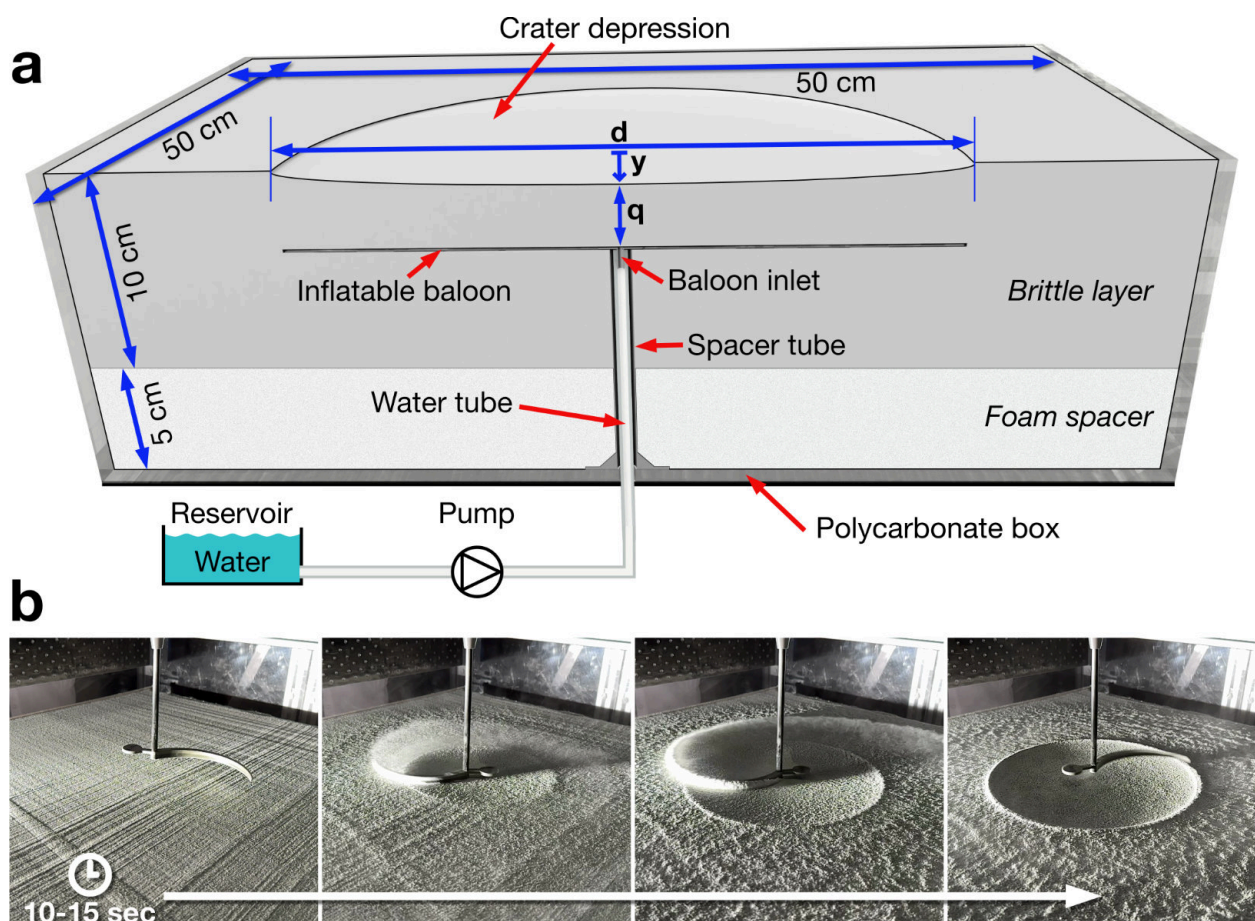 a
Crater depression
50 cm
50 cm
d
y
q
10 cm
Inflatable baloon
Baloon inlet
Brittle layer
Spacer tube
Water tube
5 cm
Foam spacer
Reservoir
Pump
Polycarbonate box
Water
b
10-15 sec